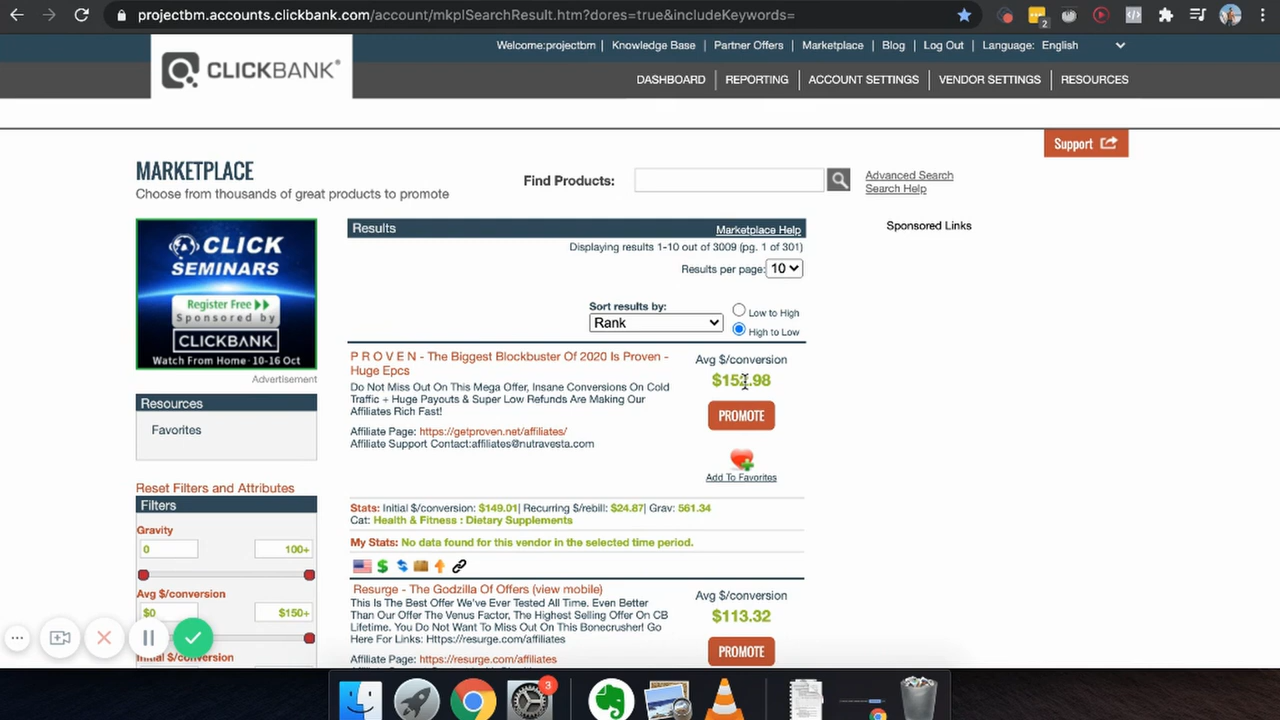 projectbm.accounts.clickbank.com/account/mkplSearchResult.htm?dores=true&includeKeywords=
2
Welcome:projectbm | Knowledge Base | Partner Offers | Marketplace | Blog | Log Out | Language: English
CLICKBANK®
DASHBOARD | REPORTING | ACCOUNT SETTINGS | VENDOR SETTINGS | RESOURCES
Support
MARKETPLACE
Choose from thousands of great products to promote
Find Products:
Advanced Search
Search Help
CLICK
SEMINARS
Register Free
Sponsored by
CLICKBANK
Watch From Home · 10-16 Oct
Advertisement
Resources
Favorites
Reset Filters and Attributes
Filters
Gravity
0 100+
Avg $/conversion
$0 $150+
Initial $/conversion
Results
Marketplace Help
Displaying results 1-10 out of 3009 (pg. 1 of 301)
Results per page: 10
Sort results by:
Rank
Low to High
High to Low
P R O V E N - The Biggest Blockbuster Of 2020 Is Proven -
Huge Epcs
Do Not Miss Out On This Mega Offer, Insane Conversions On Cold
Traffic + Huge Payouts & Super Low Refunds Are Making Our
Affiliates Rich Fast!
Affiliate Page: https://getproven.net/affiliates/
Affiliate Support Contact:affiliates@nutravesta.com
Avg $/conversion
PROMOTE
Add To Favorites
Stats: Initial $/conversion: $149.01| Recurring $/rebill: $24.87| Grav: 561.34
Cat: Health & Fitness : Dietary Supplements
My Stats: No data found for this vendor in the selected time period.
Resurge - The Godzilla Of Offers (view mobile)
This Is The Best Offer We've Ever Tested All Time. Even Better
Than Our Offer The Venus Factor, The Highest Selling Offer On CB
Lifetime. You Do Not Want To Miss Out On This Bonecrusher! Go
Here For Links: Https://resurge.com/affiliates
Affiliate Page: https://resurge.com/affiliates
Avg $/conversion
$113.32
PROMOTE
Sponsored Links
3